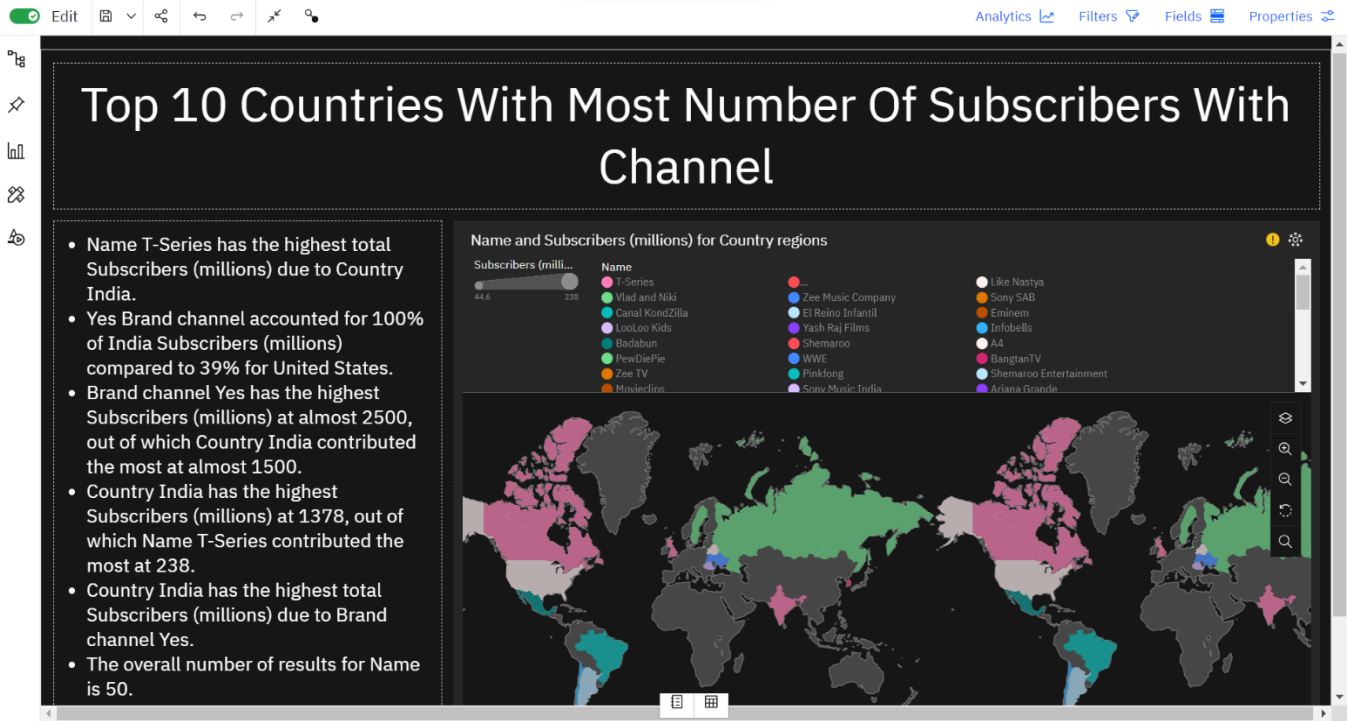 Edit
Analytics
Filters
Fields
Properties
Top 10 Countries With Most Number Of Subscribers With
Channel
• Name T-Series has the highest total
Subscribers (millions) due to Country
India.
• Yes Brand channel accounted for 100%
of India Subscribers (millions)
compared to 39% for United States.
• Brand channel Yes has the highest
Subscribers (millions) at almost 2500,
out of which Country India contributed
the most at almost 1500.
• Country India has the highest
Subscribers (millions) at 1378, out of
which Name T-Series contributed the
most at 238.
• Country India has the highest total
Subscribers (millions) due to Brand
channel Yes.
• The overall number of results for Name
is 50.
Name and Subscribers (millions) for Country regions
Subscribers (milli...
44.6 238
Name
T-Series ... Like Nastya
Vlad and Niki Zee Music Company Sony SAB
Canal KondZilla El Reino Infantil Eminem
LooLoo Kids Yash Raj Films Infobells
Badabun Shemaroo A4
PewDiePie WWE BangtanTV
Zee TV Pinkfong Shemaroo Entertainment
Movieclips Sony Music India Ariana Grande